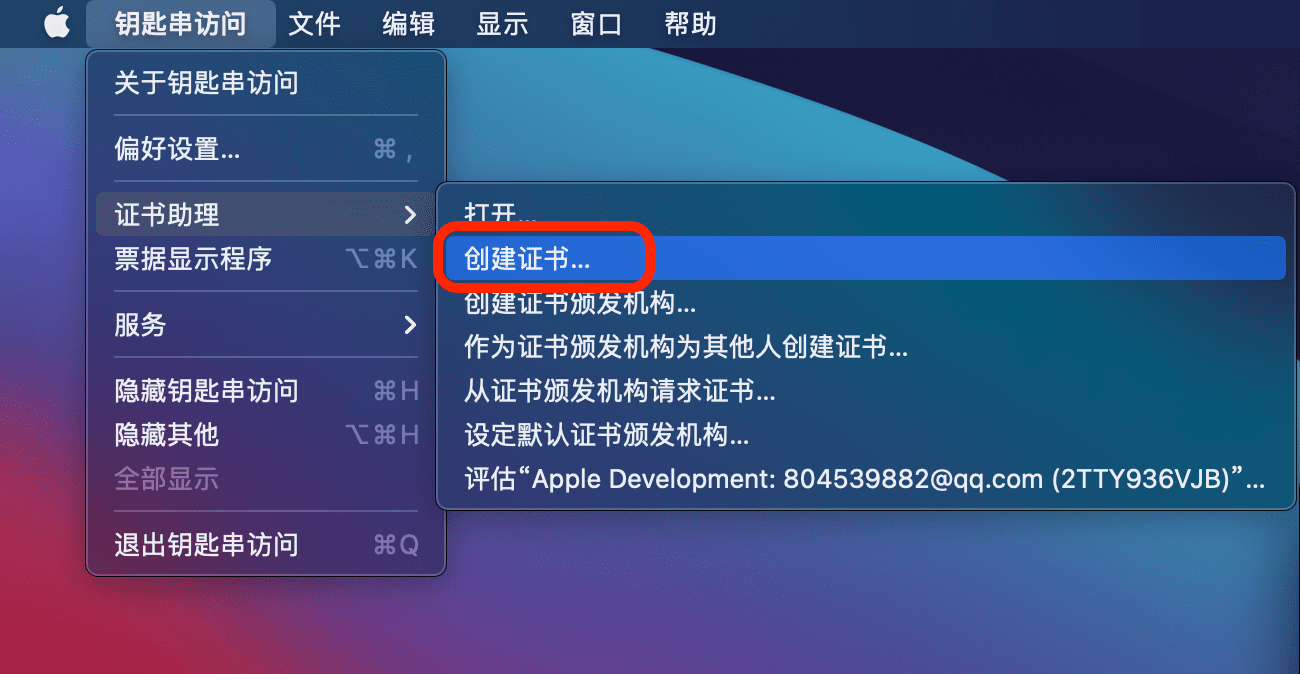 钥匙串访问 文件 编辑 显示 窗口 帮助
关于钥匙串访问
偏好设置... ⌘ ,
证书助理 >
票据显示程序 ⌥⌘K
服务 >
隐藏钥匙串访问 ⌘H
隐藏其他 ⌥⌘H
全部显示
退出钥匙串访问 ⌘Q
打开...
创建证书...
创建证书颁发机构...
作为证书颁发机构为其他人创建证书...
从证书颁发机构请求证书...
设定默认证书颁发机构...
评估“Apple Development: 804539882@qq.com (2TTY936VJB)”...